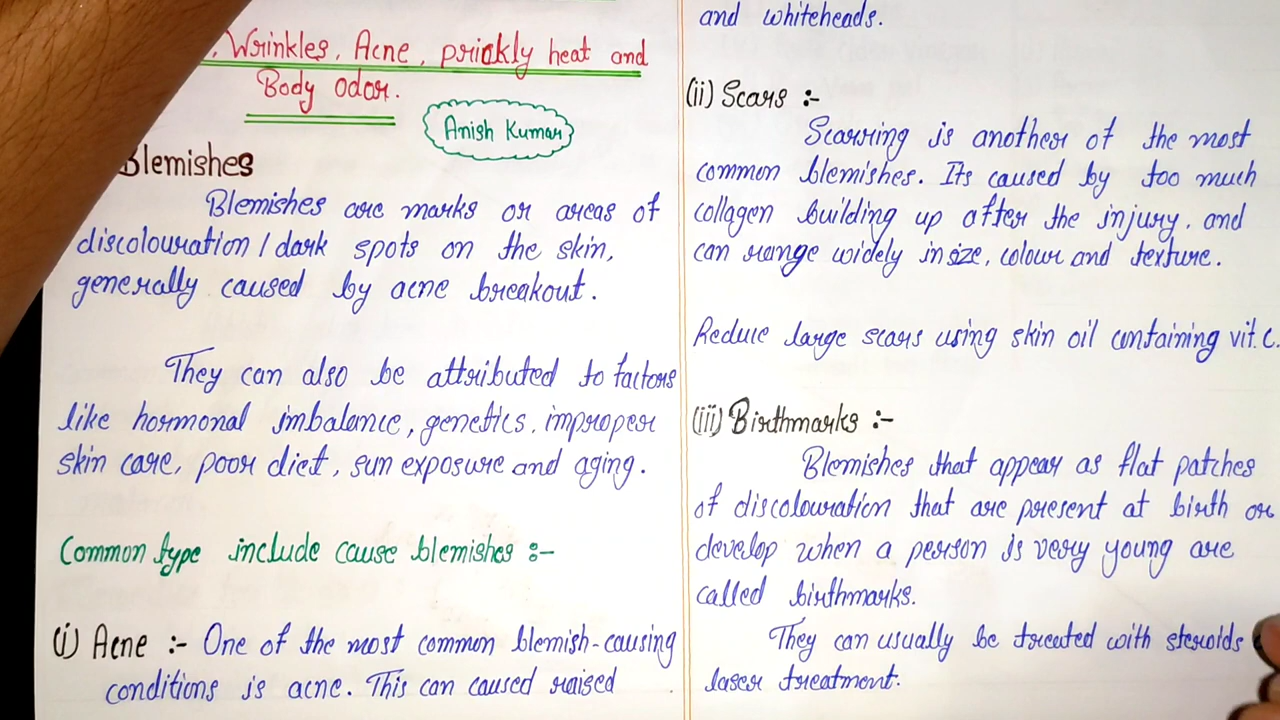 Wrinkles, Acne, prickly heat and
Body odor.
Anish Kumar
Blemishes
Blemishes are marks or areas of
discolouration / dark spots on the skin,
generally caused by acne breakout.
They can also be attributed to factors
like hormonal imbalance, genetics, improper
skin care, poor diet, sun exposure and aging.
Common type include cause blemishes :-
(i) Acne :- One of the most common blemish-causing
conditions is acne. This can caused raised
and whiteheads.
(ii) Scars :-
Scarring is another of the most
common blemishes. Its caused by too much
collagen building up after the injury, and
can range widely in size, colour and texture.
Reduce large scars using skin oil containing vit. C.
(iii) Birthmarks :-
Blemishes that appear as flat patches
of discolouration that are present at birth or
develop when a person is very young are
called birthmarks.
They can usually be treated with steroids
laser treatment.